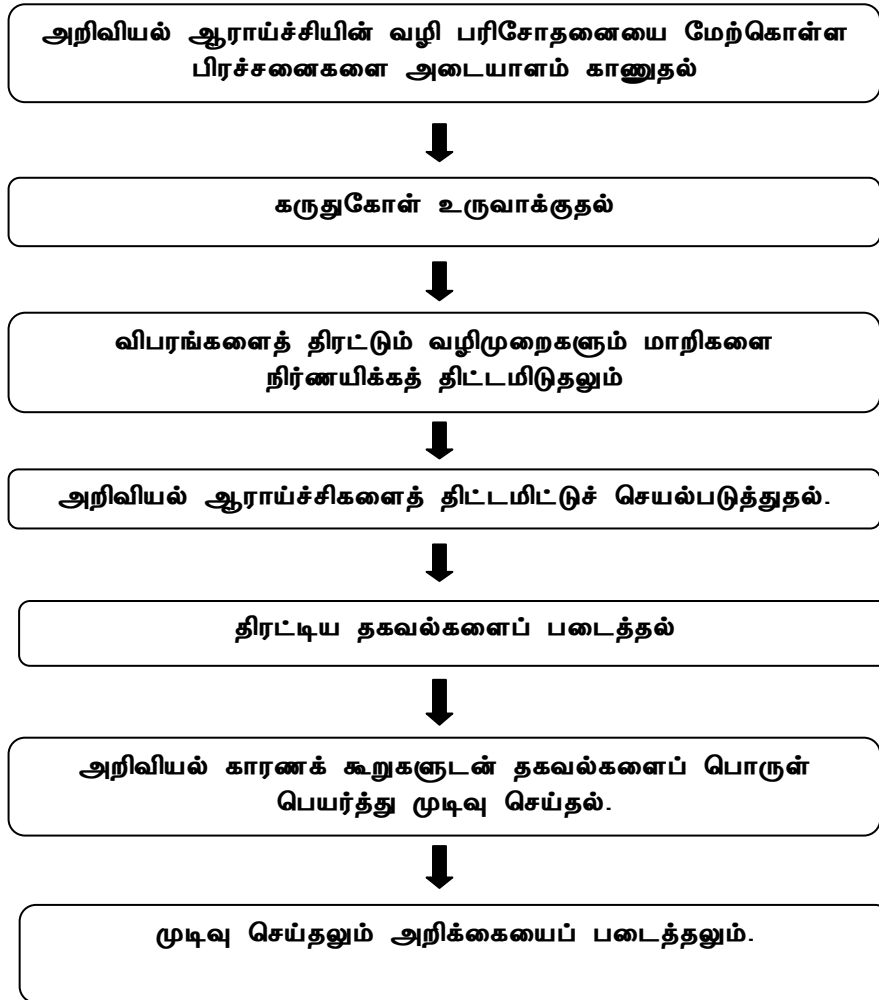 அறிவியல் ஆராய்ச்சியின் வழி பரிசோதனையை மேற்கொள்ள
பிரச்சனைகளை அடையாளம் காணுதல்
கருதுகோள் உருவாக்குதல்
விபரங்களைத் திரட்டும் வழிமுறைகளும் மாறிகளை
நிர்ணயிக்கத் திட்டமிடுதலும்
அறிவியல் ஆராய்ச்சிகளைத் திட்டமிட்டுச் செயல்படுத்துதல்.
திரட்டிய தகவல்களைப் படைத்தல்
அறிவியல் காரணக் கூறுகளுடன் தகவல்களைப் பொருள்
பெயர்த்து முடிவு செய்தல்.
முடிவு செய்தலும் அறிக்கையைப் படைத்தலும்.